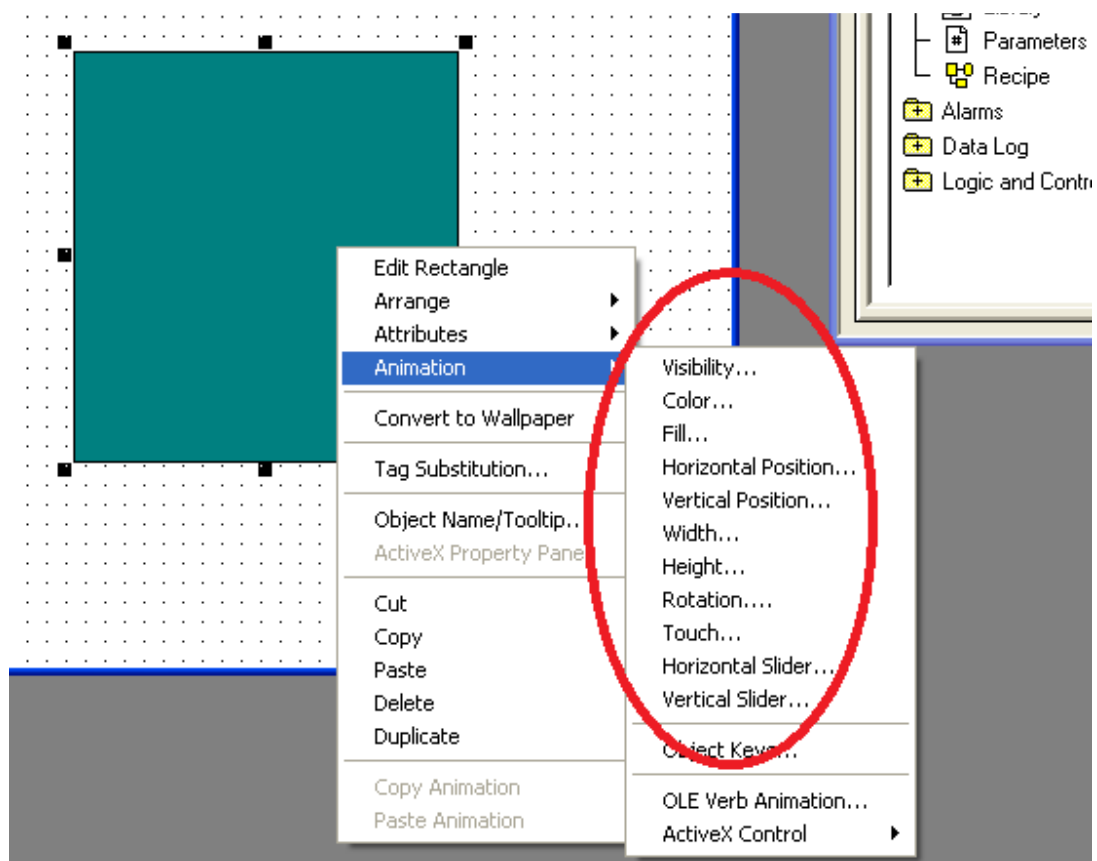 Library
Parameters
Recipe
Alarms
Data Log
Logic and Contr
Edit Rectangle
Arrange
Attributes
Animation
Convert to Wallpaper
Tag Substitution...
Object Name/Tooltip..
ActiveX Property Pane
Cut
Copy
Paste
Delete
Duplicate
Copy Animation
Paste Animation
Visibility...
Color...
Fill...
Horizontal Position...
Vertical Position...
Width...
Height...
Rotation....
Touch...
Horizontal Slider...
Vertical Slider...
Object Keys...
OLE Verb Animation...
ActiveX Control